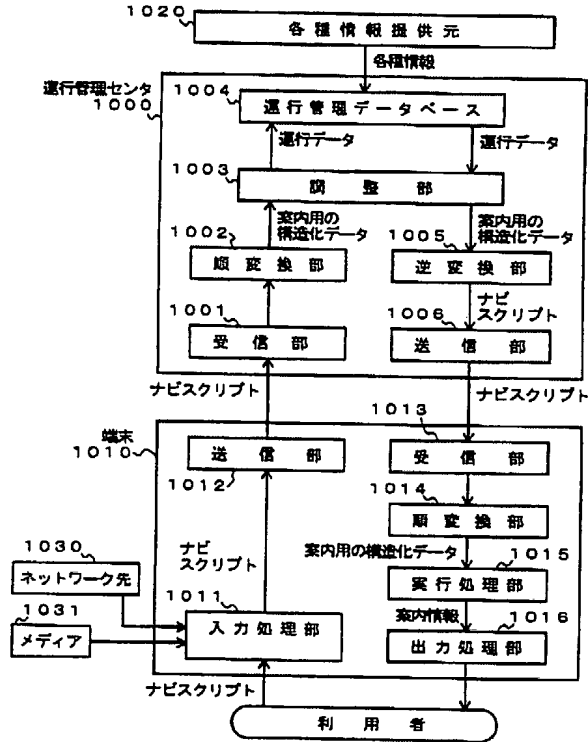 1020
各種情報提供元
各種情報
運行管理センタ
1000
1004
運行管理データベース
運行データ
運行データ
1003
調整部
案内用の
構造化データ
案内用の
構造化データ
1002
順変換部
1005
逆変換部
ナビ
スクリプト
1001
受信部
1006
送信部
ナビスクリプト
ナビスクリプト
端末
1010
送信部
1012
1013
受信部
1014
順変換部
案内用の構造化データ
1015
実行処理部
案内情報
1016
出力処理部
ナビ
スクリプト
1030
ネットワーク先
1031
メディア
1011
入力処理部
ナビスクリプト
利用者